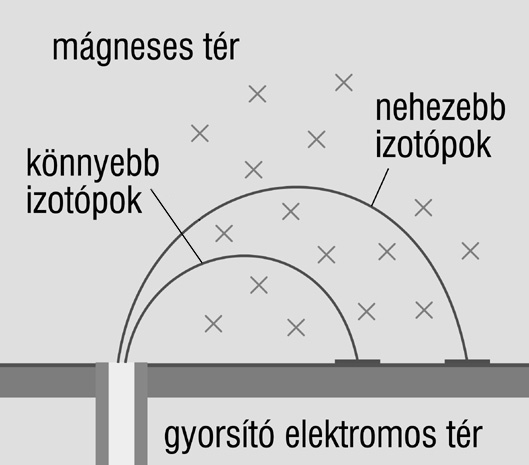 mágneses tér
nehezebb
izotópok
könnyebb
izotópok
gyorsító elektromos tér